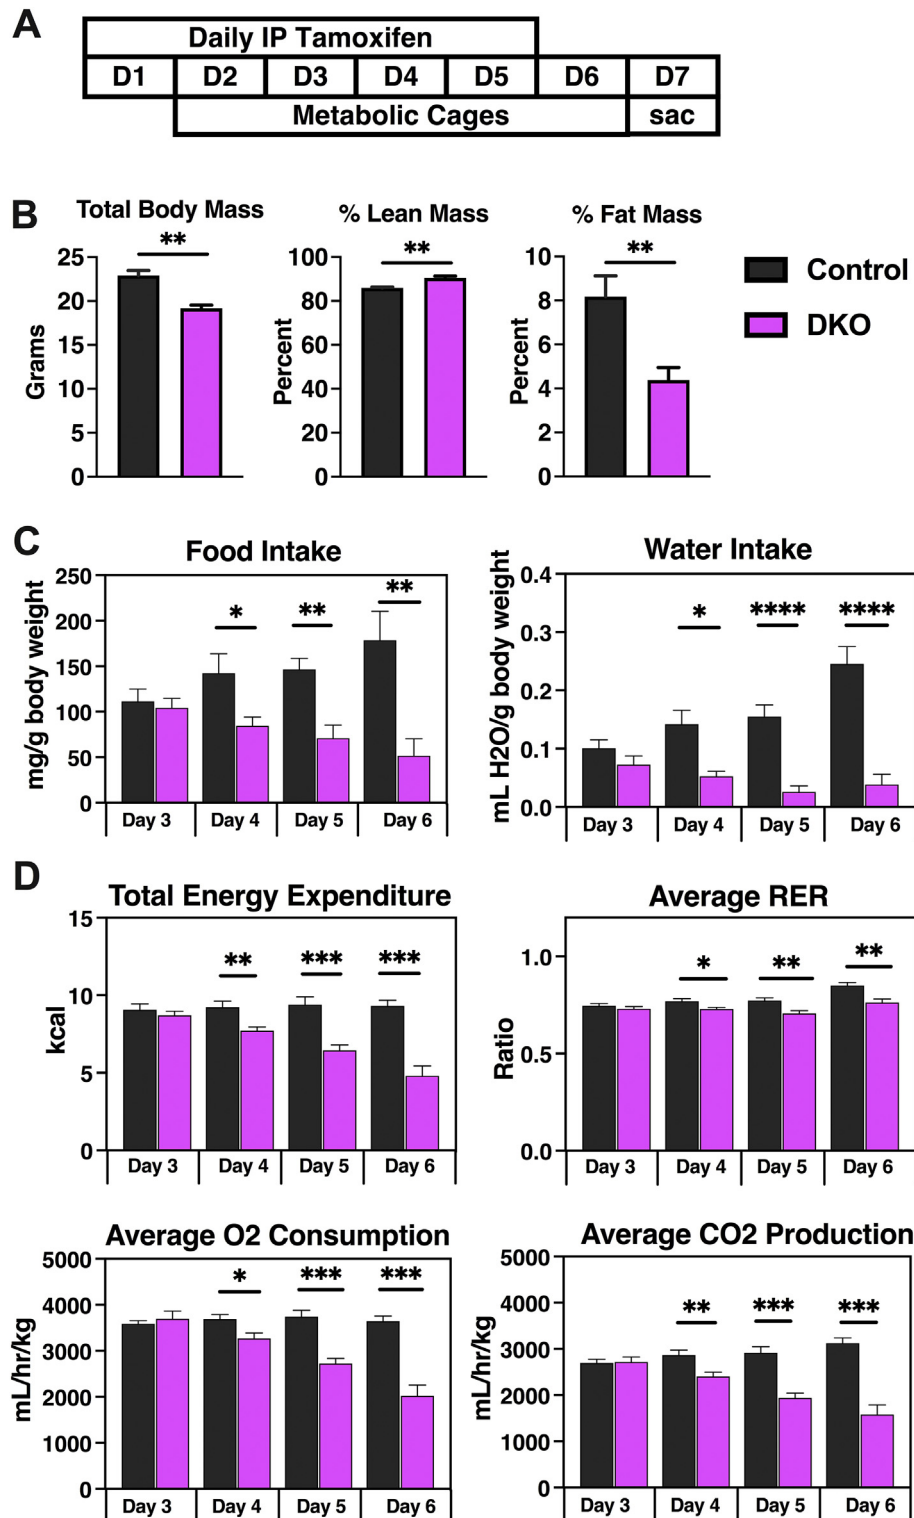 A
Daily IP Tamoxifen
D1 D2 D3 D4 D5 D6 D7
Metabolic Cages sac
B
Total Body Mass
**
25
20
15
10
5
0
Grams
% Lean Mass
**
100
80
60
40
20
0
Percent
% Fat Mass
**
10
8
6
4
2
0
Percent
Control
DKO
C
Food Intake
250
200
150
100
50
0
mg/g body weight
* ** **
Day 3 Day 4 Day 5 Day 6
Water Intake
0.4
0.3
0.2
0.1
0.0
mL H2O/g body weight
* **** ****
Day 3 Day 4 Day 5 Day 6
D
Total Energy Expenditure
15
10
5
0
kcal
** *** ***
Day 3 Day 4 Day 5 Day 6
Average RER
1.0
0.5
0.0
Ratio
* ** **
Day 3 Day 4 Day 5 Day 6
Average O2 Consumption
5000
4000
3000
2000
1000
0
mL/hr/kg
* *** ***
Day 3 Day 4 Day 5 Day 6
Average CO2 Production
5000
4000
3000
2000
1000
0
mL/hr/kg
** *** ***
Day 3 Day 4 Day 5 Day 6